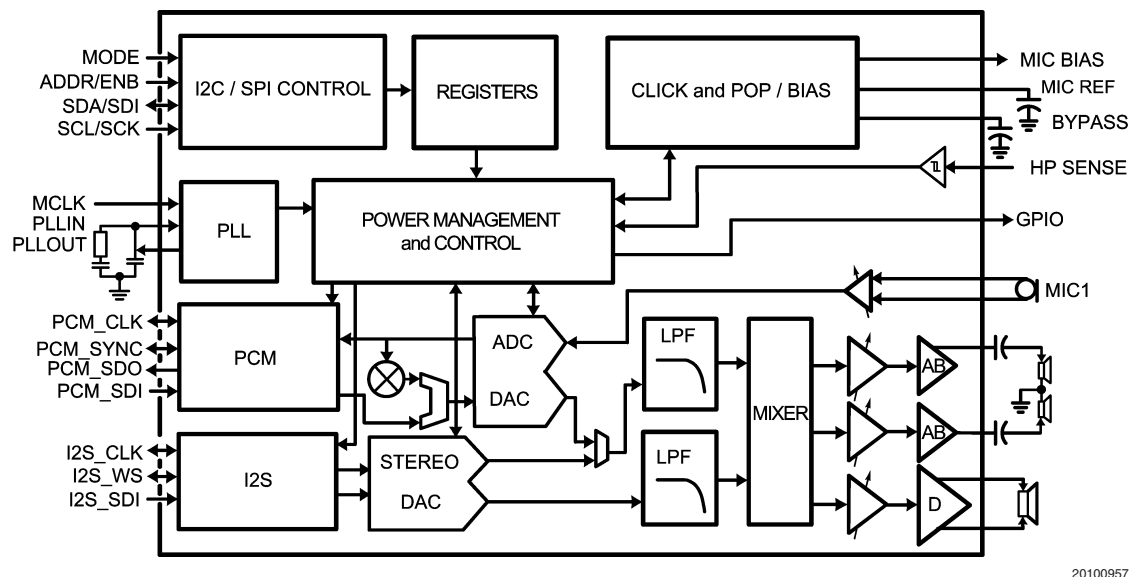 MODE
ADDR/ENB
SDA/SDI
SCL/SCK
I2C / SPI CONTROL
REGISTERS
CLICK and POP / BIAS
MIC BIAS
MIC REF
BYPASS
HP SENSE
MCLK
PLLIN
PLLOUT
PLL
POWER MANAGEMENT
and CONTROL
GPIO
MIC1
PCM_CLK
PCM_SYNC
PCM_SDO
PCM_SDI
PCM
ADC
DAC
LPF
MIXER
AB
AB
I2S_CLK
I2S_WS
I2S_SDI
I2S
STEREO
DAC
LPF
D
20100957